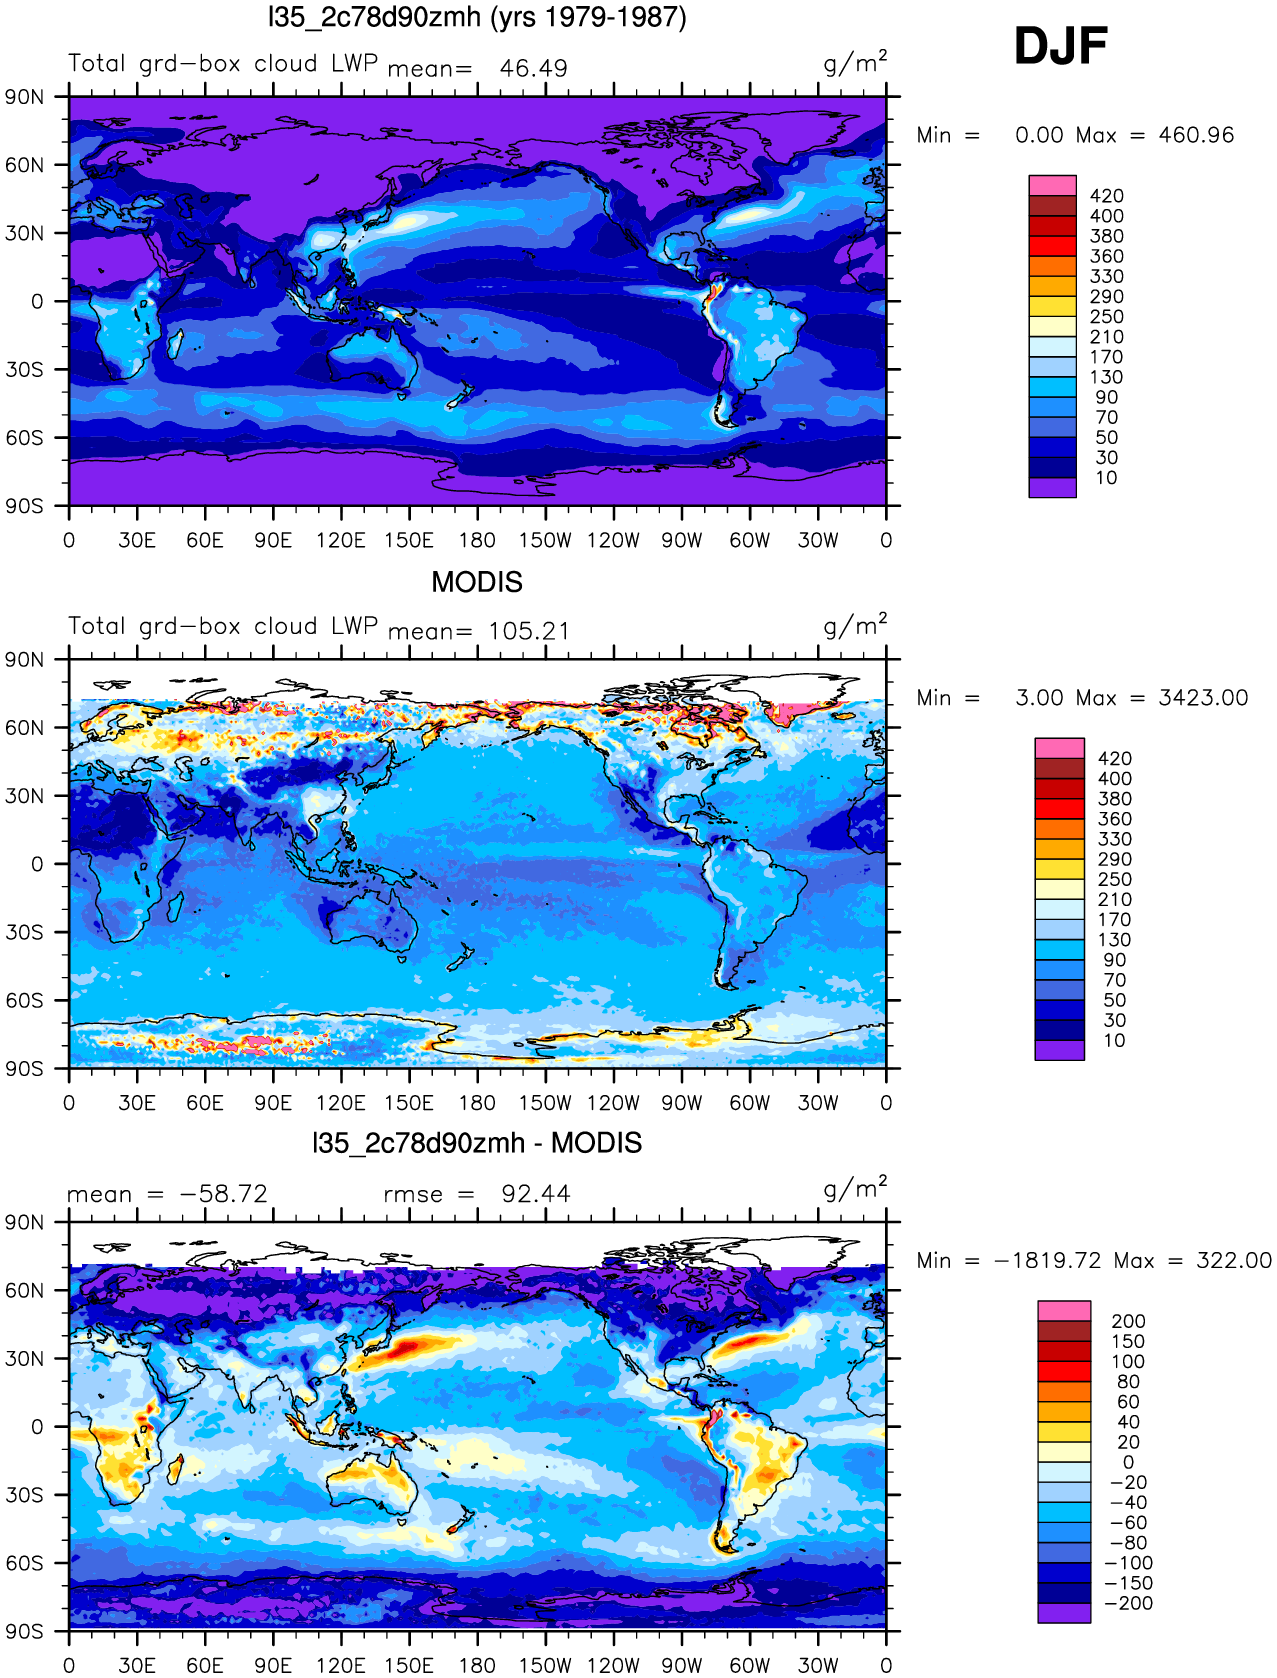 l35_2c78d90zmh (yrs 1979-1987)
DJF
Total grd-box cloud LWP mean= 46.49 g/m²
Min = 0.00 Max = 460.96
90N
60N
30N
0
30S
60S
90S
0 30E 60E 90E 120E 150E 180 150W 120W 90W 60W 30W 0
420
400
380
360
330
290
250
210
170
130
90
70
50
30
10
MODIS
Total grd-box cloud LWP mean= 105.21 g/m²
Min = 3.00 Max = 3423.00
90N
60N
30N
0
30S
60S
90S
0 30E 60E 90E 120E 150E 180 150W 120W 90W 60W 30W 0
420
400
380
360
330
290
250
210
170
130
90
70
50
30
10
l35_2c78d90zmh - MODIS
mean = -58.72 rmse = 92.44 g/m²
Min = -1819.72 Max = 322.00
90N
60N
30N
0
30S
60S
90S
0 30E 60E 90E 120E 150E 180 150W 120W 90W 60W 30W 0
200
150
100
80
60
40
20
0
-20
-40
-60
-80
-100
-150
-200